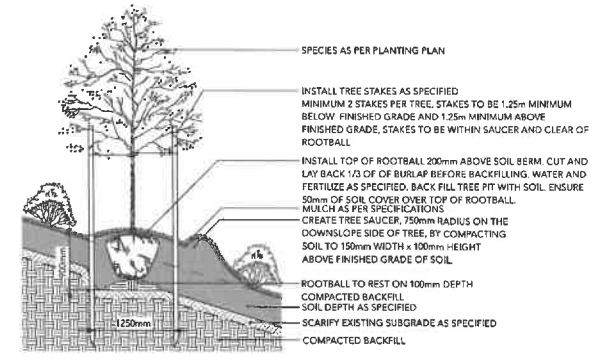 SPECIES AS PER PLANTING PLAN
INSTALL TREE STAKES AS SPECIFIED
MINIMUM 2 STAKES PER TREE, STAKES TO BE 1.25m MINIMUM
BELOW FINISHED GRADE AND 1.25m MINIMUM ABOVE
FINISHED GRADE, STAKES TO BE WITHIN SAUCER AND CLEAR OF
ROOTBALL
INSTALL TOP OF ROOTBALL 200mm ABOVE SOIL BERM. CUT AND
LAY BACK 1/3 OF OF BURLAP BEFORE BACKFILLING. WATER AND
FERTILIZE AS SPECIFIED. BACK FILL TREE PIT WITH SOIL. ENSURE
50mm OF SOIL COVER OVER TOP OF ROOTBALL.
MULCH AS PER SPECIFICATIONS
CREATE TREE SAUCER, 750mm RADIUS ON THE
DOWNSLOPE SIDE OF TREE, BY COMPACTING
SOIL TO 150mm WIDTH x 100mm HEIGHT
ABOVE FINISHED GRADE OF SOIL
900mm
ROOTBALL TO REST ON 100mm DEPTH
COMPACTED BACKFILL
SOIL DEPTH AS SPECIFIED
1250mm
SCARIFY EXISTING SUBGRADE AS SPECIFIED
COMPACTED BACKFILL